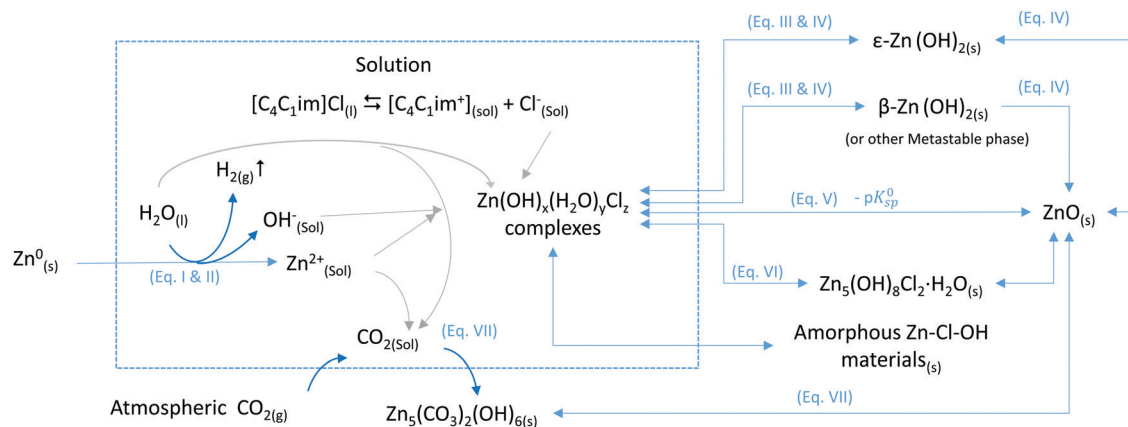 (Eq. III & IV)
ε-Zn (OH)₂₍ₛ₎
(Eq. IV)
Solution
[C₄C₁im]Cl₍ₗ₎ ⇆ [C₄C₁im⁺]₍ₛₒₗ₎ + Cl⁻₍Sol₎
(Eq. III & IV)
β-Zn (OH)₂₍ₛ₎
(Eq. IV)
(or other Metastable phase)
H₂₍g₎↑
H₂O₍ₗ₎
OH⁻₍Sol₎
Zn(OH)ₓ(H₂O)yClz
complexes
(Eq. V) - pK⁰sp
ZnO₍ₛ₎
Zn⁰₍ₛ₎
(Eq. I & II)
Zn²⁺₍Sol₎
(Eq. VI)
Zn₅(OH)₈Cl₂·H₂O₍ₛ₎
CO₂₍Sol₎
(Eq. VII)
Amorphous Zn-Cl-OH
materials₍ₛ₎
Atmospheric CO₂₍g₎
Zn₅(CO₃)₂(OH)₆₍ₛ₎
(Eq. VII)